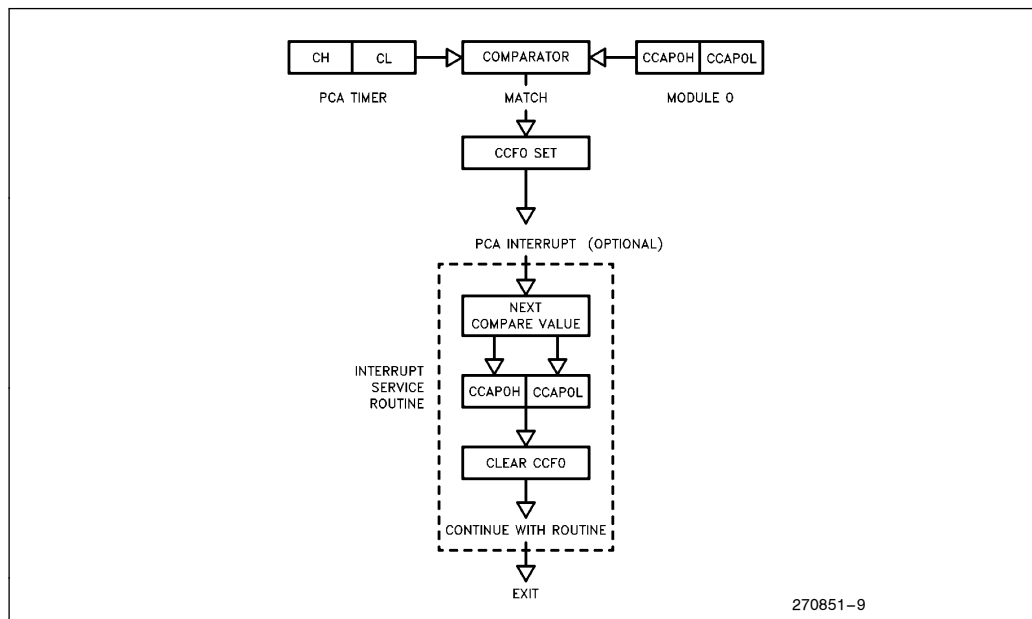 CH CL COMPARATOR CCAP0H CCAP0L
PCA TIMER MATCH MODULE 0
CCF0 SET
PCA INTERRUPT (OPTIONAL)
NEXT
COMPARE VALUE
INTERRUPT
SERVICE
ROUTINE
CCAP0H CCAP0L
CLEAR CCF0
CONTINUE WITH ROUTINE
EXIT
270851–9